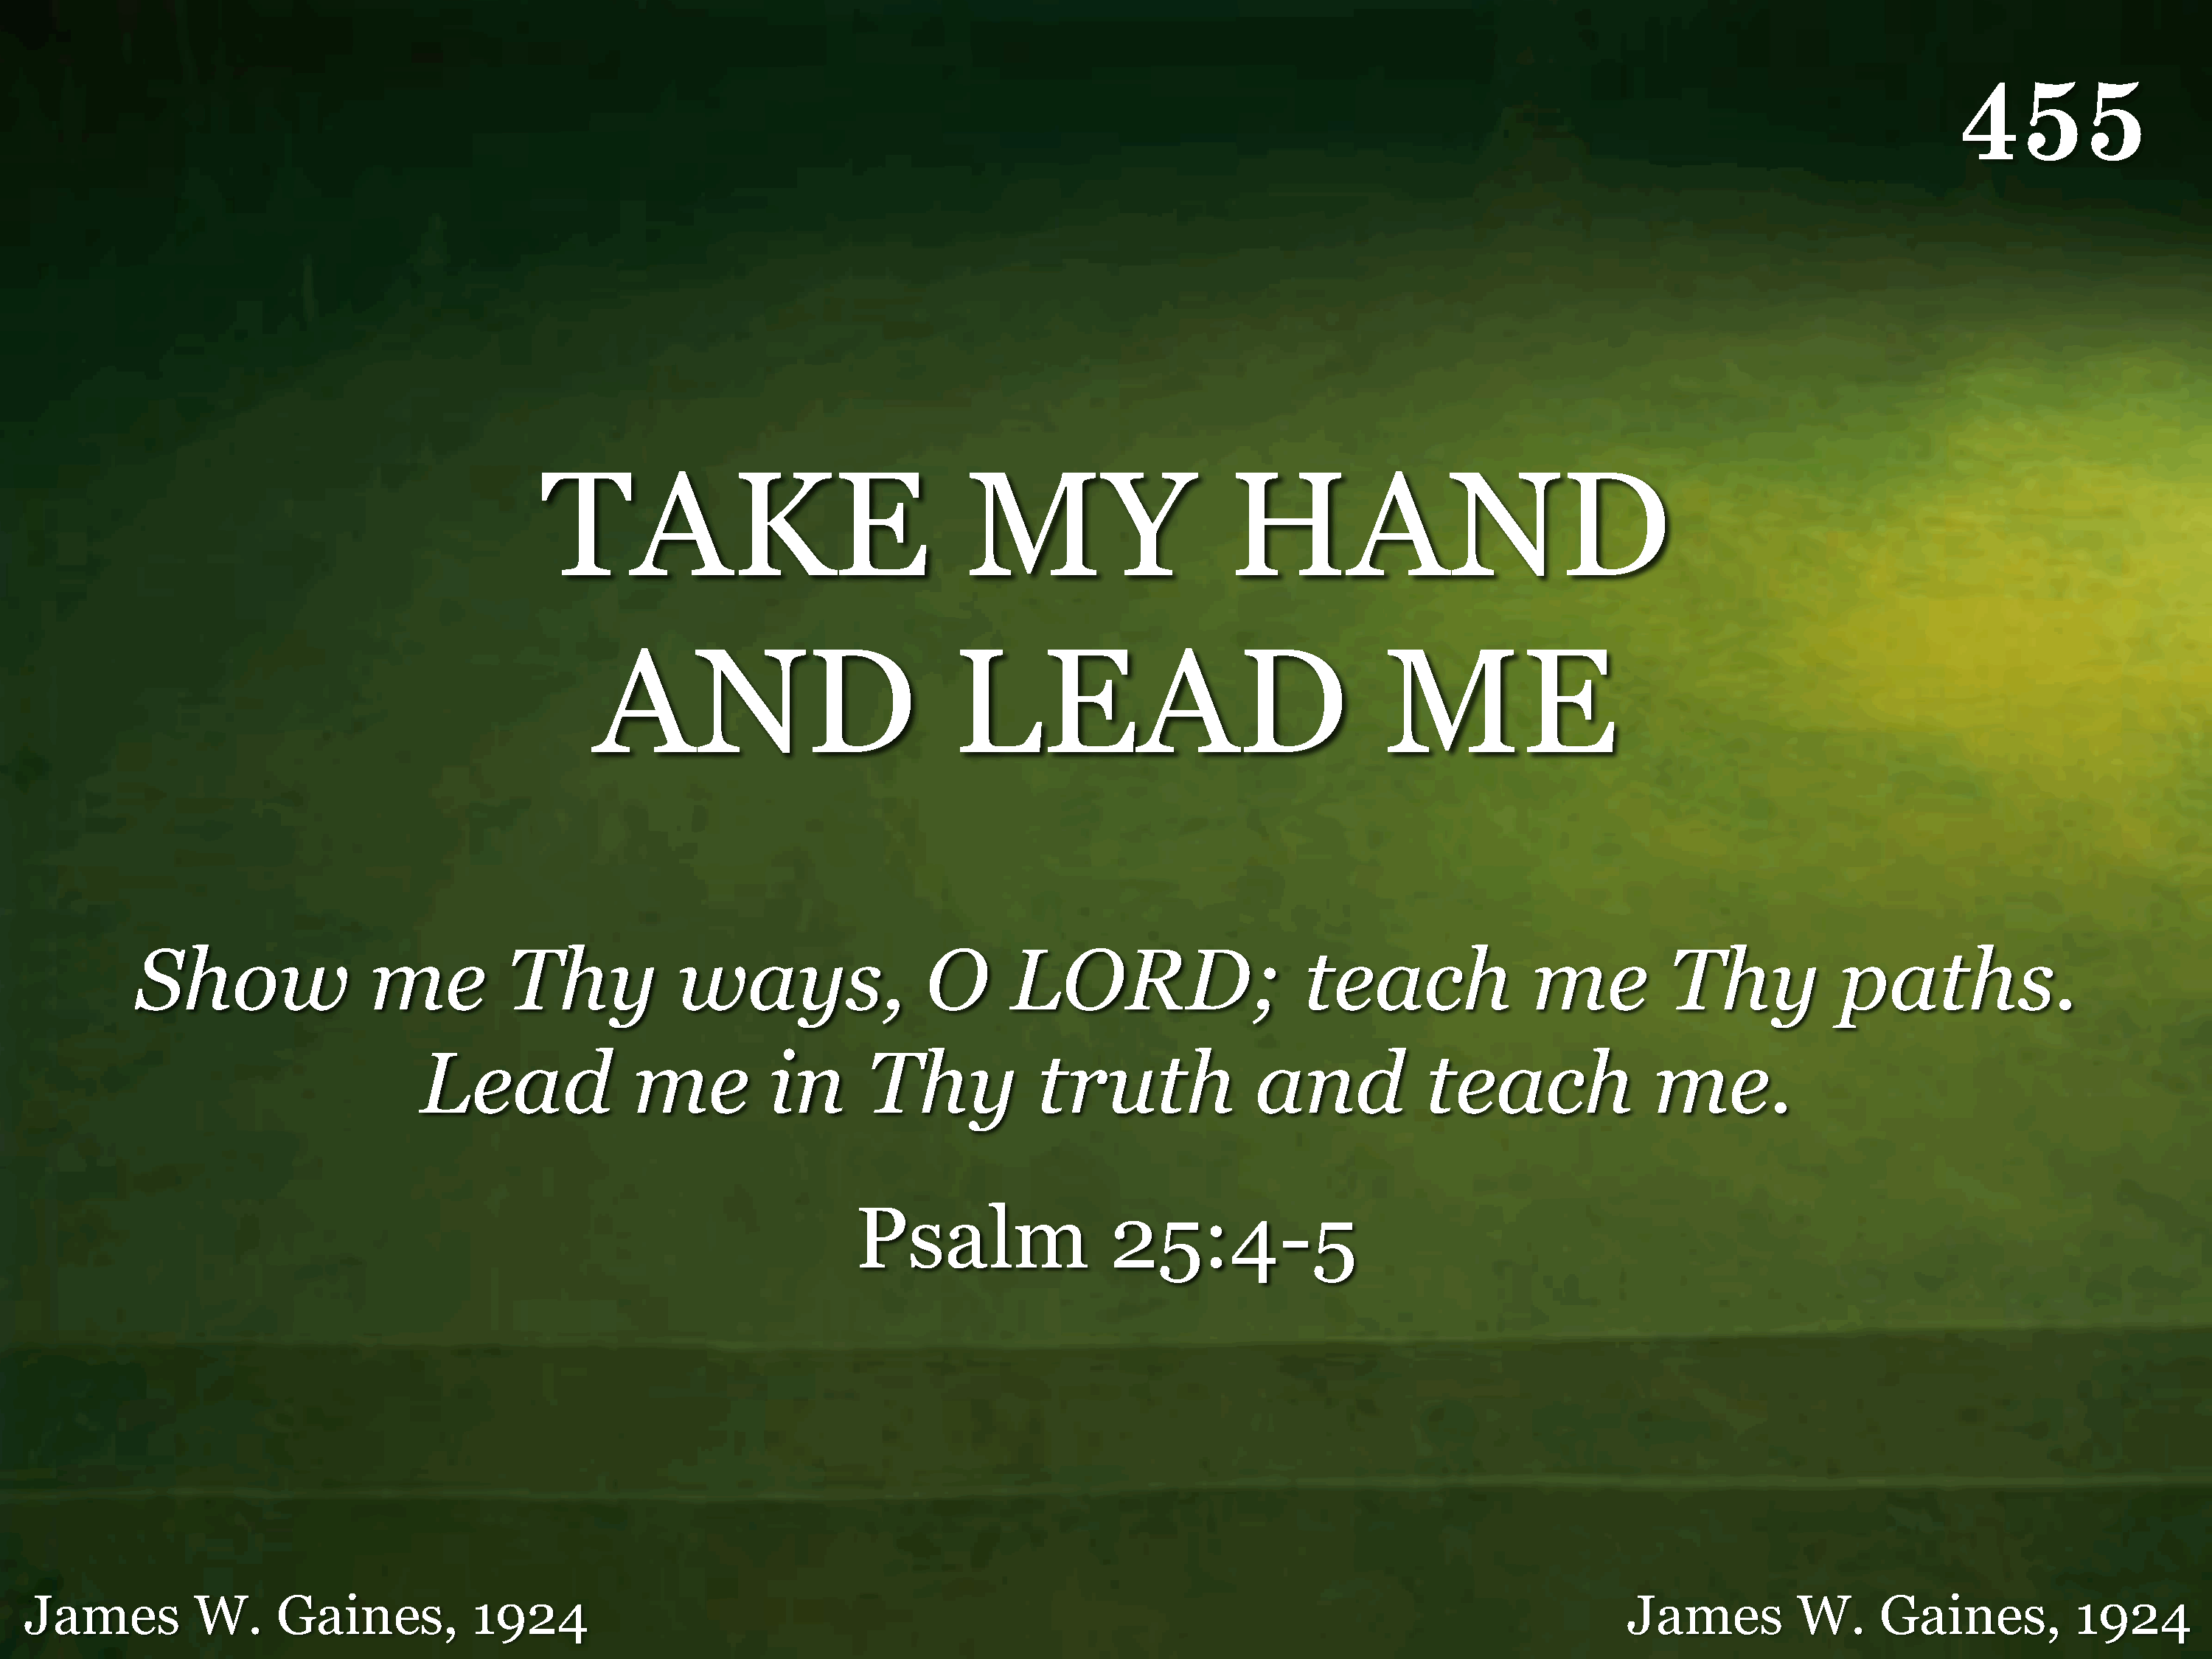 455
TAKE MY HAND
AND LEAD ME
Show me Thy ways, O LORD; teach me Thy paths.
Lead me in Thy truth and teach me.
Psalm 25:4-5
James W. Gaines, 1924
James W. Gaines, 1924